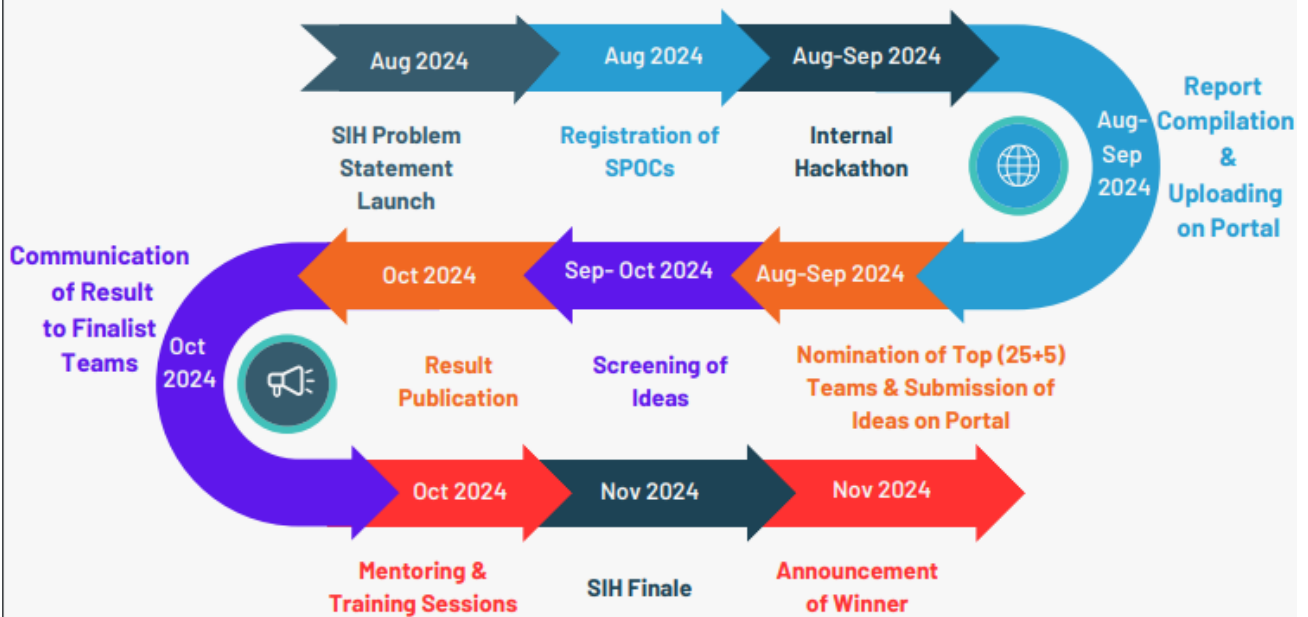 Aug 2024
Aug 2024
Aug-Sep 2024
SIH Problem
Statement
Launch
Registration of
SPOCs
Internal
Hackathon
Aug-
Sep
2024
Report
Compilation
&
Uploading
on Portal
Aug-Sep 2024
Sep- Oct 2024
Oct 2024
Nomination of Top (25+5)
Teams & Submission of
Ideas on Portal
Screening of
Ideas
Result
Publication
Communication
of Result
to Finalist
Teams
Oct
2024
Oct 2024
Nov 2024
Nov 2024
Mentoring &
Training Sessions
SIH Finale
Announcement
of Winner